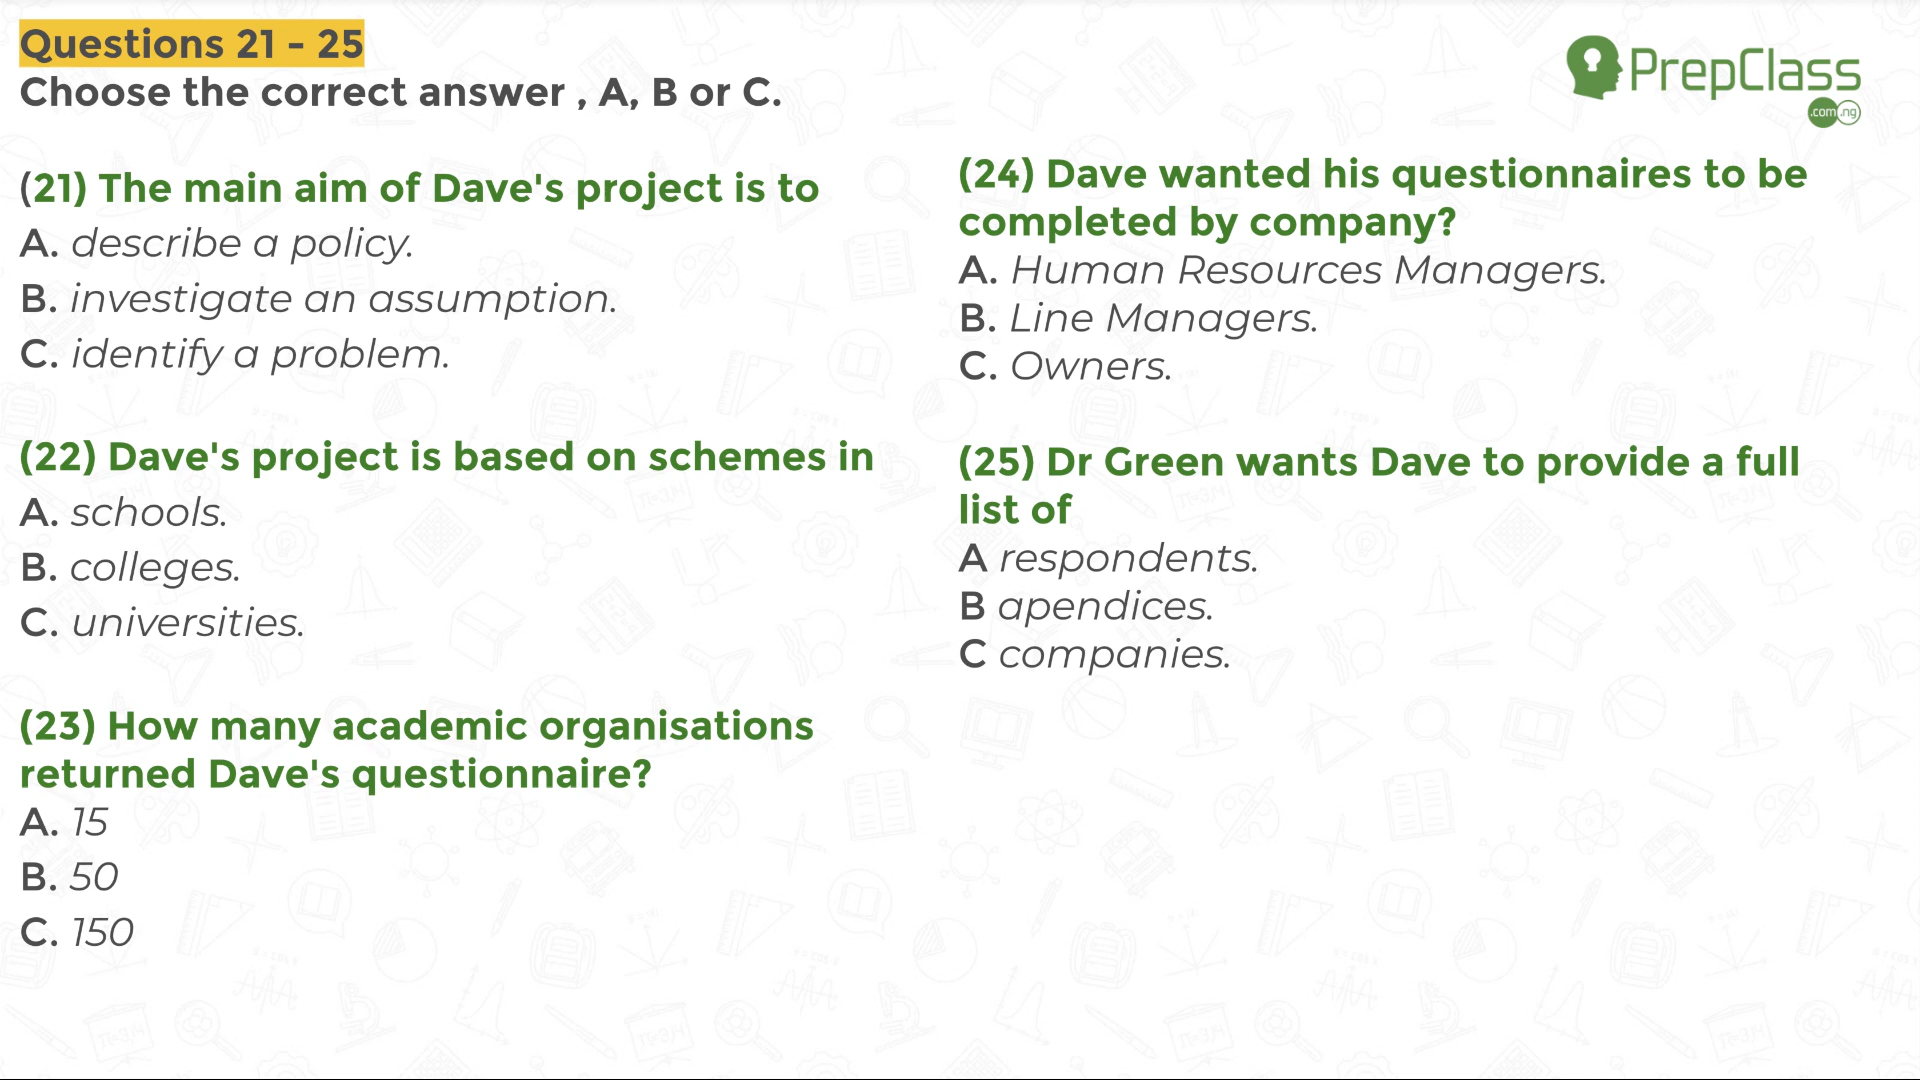 Questions 21 - 25
Choose the correct answer , A, B or C.
PrepClass
.com.ng
(21) The main aim of Dave's project is to
A. describe a policy.
B. investigate an assumption.
C. identify a problem.
(22) Dave's project is based on schemes in
A. schools.
B. colleges.
C. universities.
(23) How many academic organisations
returned Dave's questionnaire?
A. 15
B. 50
C. 150
(24) Dave wanted his questionnaires to be
completed by company?
A. Human Resources Managers.
B. Line Managers.
C. Owners.
(25) Dr Green wants Dave to provide a full
list of
A respondents.
B apendices.
C companies.